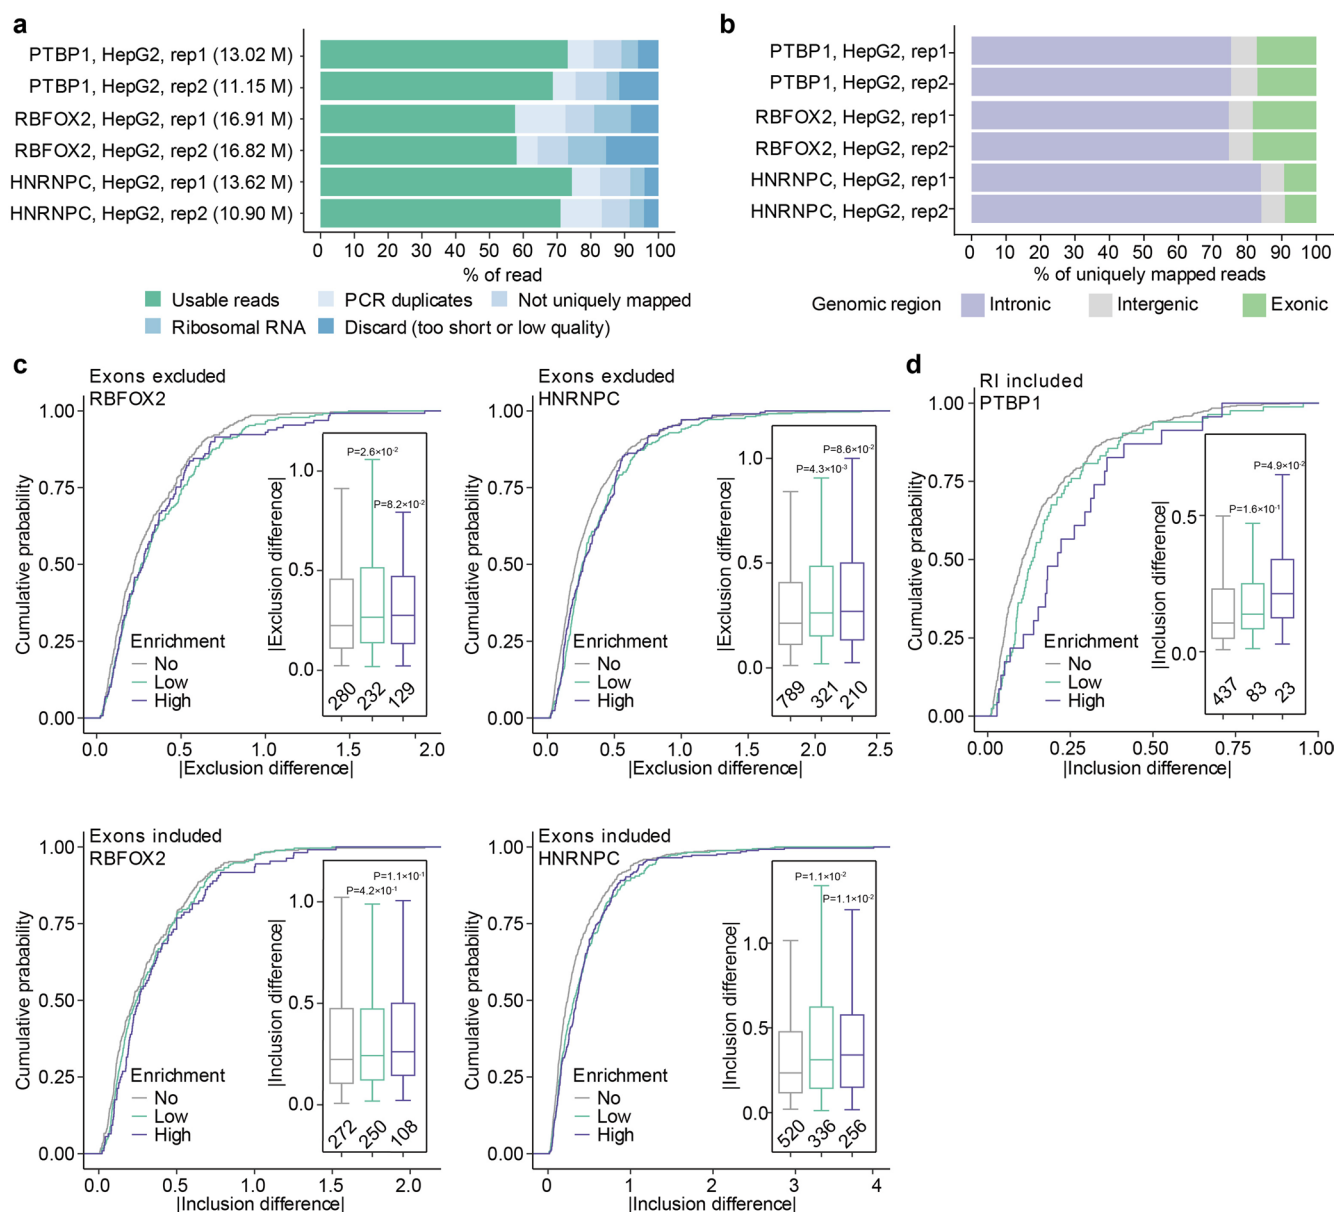 a
PTBP1, HepG2, rep1 (13.02 M)
PTBP1, HepG2, rep2 (11.15 M)
RBFOX2, HepG2, rep1 (16.91 M)
RBFOX2, HepG2, rep2 (16.82 M)
HNRNPC, HepG2, rep1 (13.62 M)
HNRNPC, HepG2, rep2 (10.90 M)
0 10 20 30 40 50 60 70 80 90 100
% of read
Usable reads PCR duplicates Not uniquely mapped
Ribosomal RNA Discard (too short or low quality)
b
PTBP1, HepG2, rep1
PTBP1, HepG2, rep2
RBFOX2, HepG2, rep1
RBFOX2, HepG2, rep2
HNRNPC, HepG2, rep1
HNRNPC, HepG2, rep2
0 10 20 30 40 50 60 70 80 90 100
% of uniquely mapped reads
Genomic region Intronic Intergenic Exonic
c
Exons excluded
RBFOX2
Cumulative prabability
1.00
0.75
0.50
0.25
0.00
Enrichment
No
Low
High
|Exclusion difference|
1.0
0.5
0.0
P=2.6×10-2
P=8.2×10-2
280 232 129
0.0 0.5 1.0 1.5 2.0
|Exclusion difference|
Exons excluded
HNRNPC
Cumulative prabability
1.00
0.75
0.50
0.25
0.00
Enrichment
No
Low
High
|Exclusion difference|
1.0
0.5
0.0
P=8.6×10-2
P=4.3×10-3
789 321 210
0.0 0.5 1.0 1.5 2.0 2.5
|Exclusion difference|
d
RI included
PTBP1
Cumulative prabability
1.00
0.75
0.50
0.25
0.00
Enrichment
No
Low
High
|Inclusion difference|
0.5
0.0
P=4.9×10-2
P=1.6×10-1
437 83 23
0.00 0.25 0.50 0.75 1.00
|Inclusion difference|
Exons included
RBFOX2
Cumulative prabability
1.00
0.75
0.50
0.25
0.00
Enrichment
No
Low
High
|Inclusion difference|
1.0
0.5
0.0
P=1.1×10-1
P=4.2×10-1
272 250 108
0.0 0.5 1.0 1.5 2.0
|Inclusion difference|
Exons included
HNRNPC
Cumulative prabability
1.00
0.75
0.50
0.25
0.00
Enrichment
No
Low
High
|Inclusion difference|
1.0
0.5
0.0
P=1.1×10-2
P=1.1×10-2
520 336 256
0 1 2 3 4
|Inclusion difference|